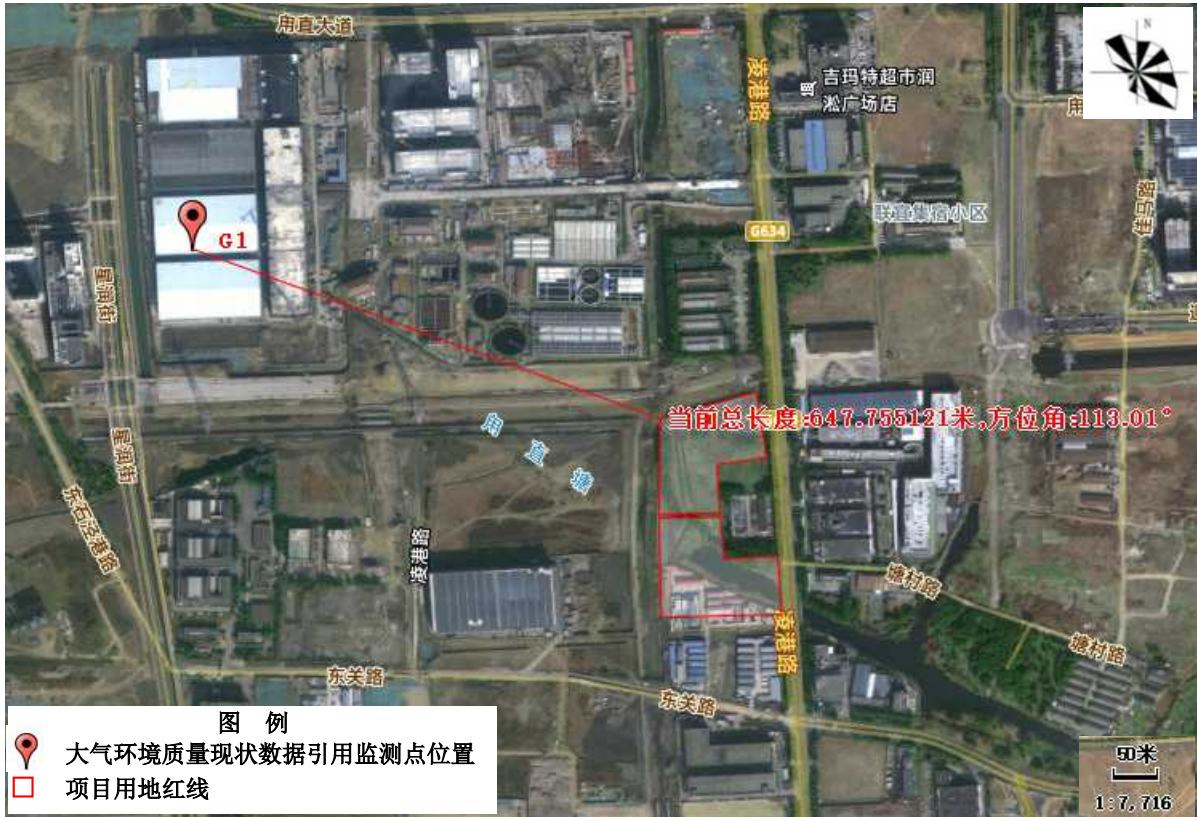 甪直大道
N
凌港路
吉玛特超市润
淞广场店
甪
联谊集宿小区
G1
G634
星润街
当前总长度:647.755121米,方位角:113.01°
甪直塘
星润街
东石泾港路
凌港路
塘村路
凌港路
塘村路
东关路
东关路
图 例
大气环境质量现状数据引用监测点位置
项目用地红线
50米
1:7,716